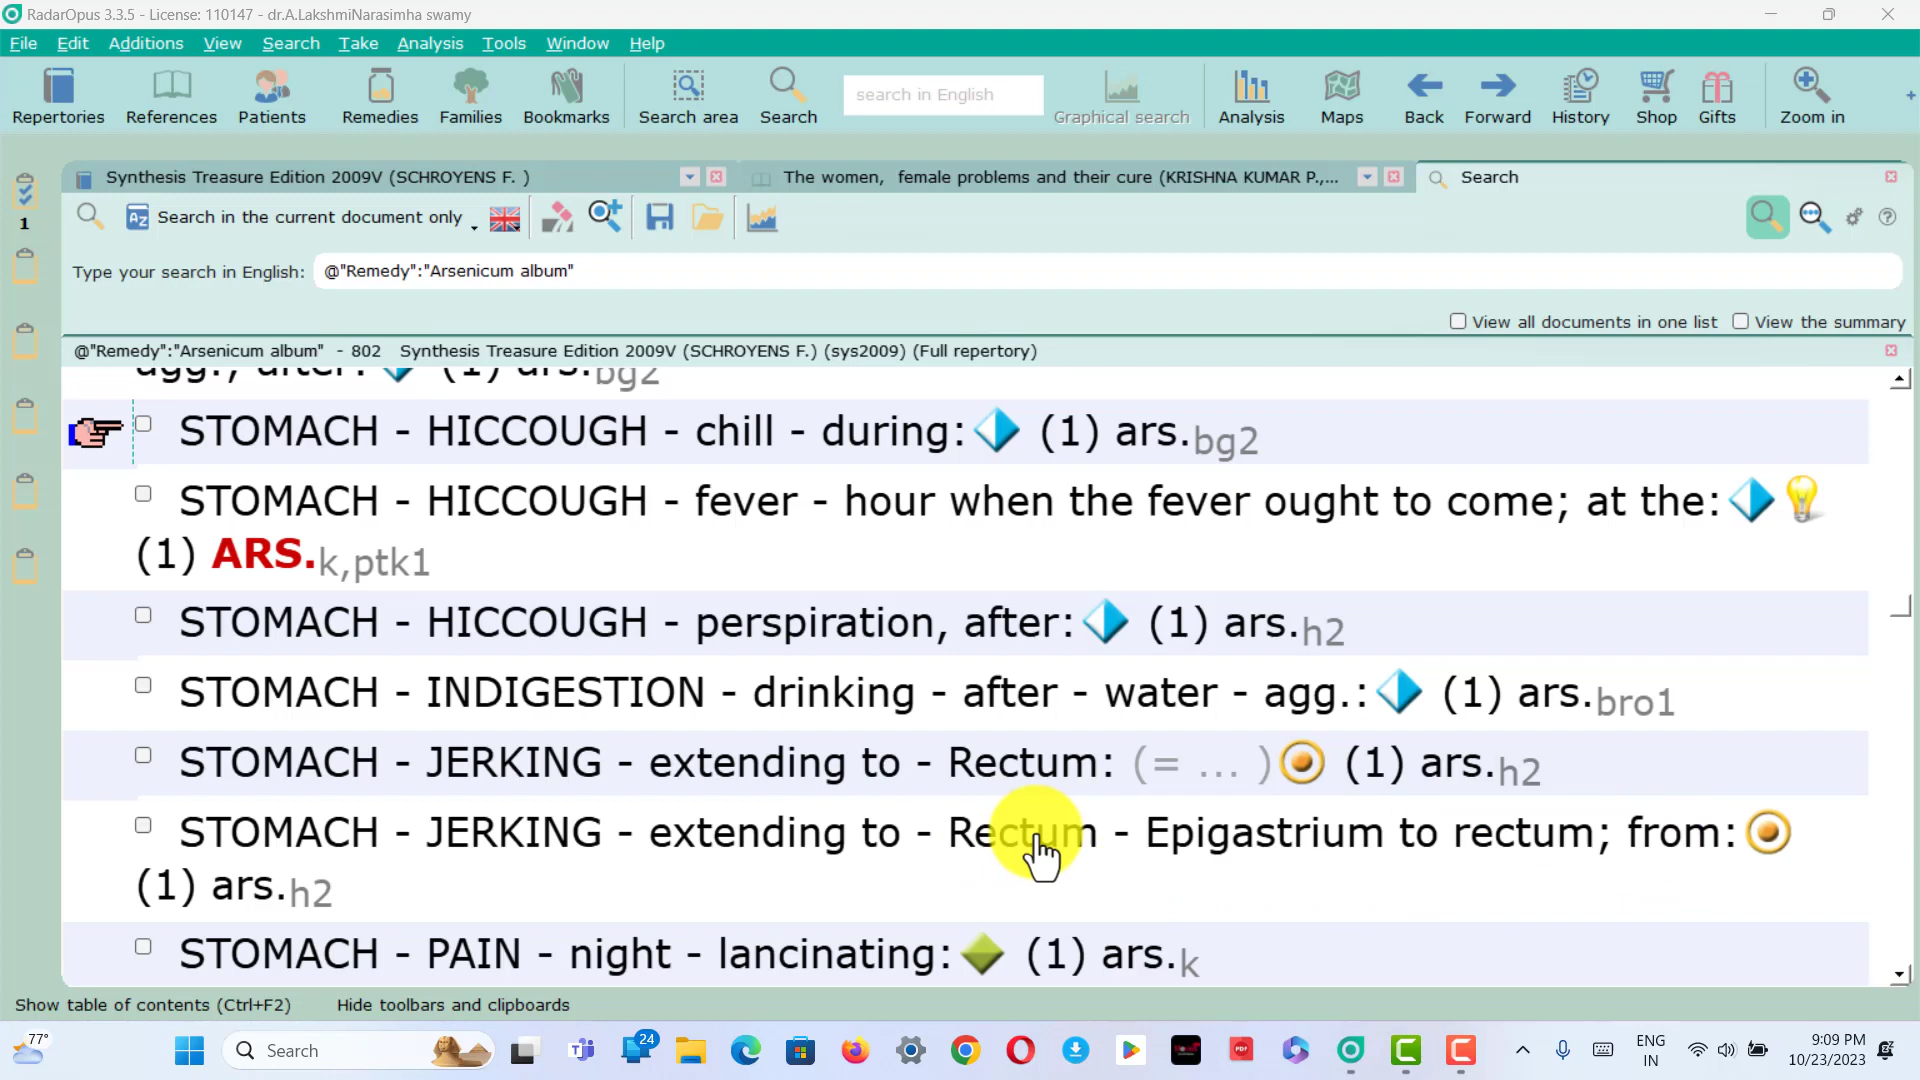 RadarOpus 3.3.5 - License: 110147 - dr.A.LakshmiNarasimha swamy
File Edit Additions View Search Take Analysis Tools Window Help
Repertories References Patients Remedies Families Bookmarks Search area Search search in English Graphical search Analysis Maps Back Forward History Shop Gifts Zoom in
Synthesis Treasure Edition 2009V (SCHROYENS F. ) The women, female problems and their cure (KRISHNA KUMAR P.,... Search
1 AZ Search in the current document only
Type your search in English: @"Remedy":"Arsenicum album"
View all documents in one list View the summary
@"Remedy":"Arsenicum album" - 802 Synthesis Treasure Edition 2009V (SCHROYENS F.) (sys2009) (Full repertory)
agg.; after: (1) ars.bg2
STOMACH - HICCOUGH - chill - during: (1) ars.bg2
STOMACH - HICCOUGH - fever - hour when the fever ought to come; at the:
(1) ARS.k,ptk1
STOMACH - HICCOUGH - perspiration, after: (1) ars.h2
STOMACH - INDIGESTION - drinking - after - water - agg.: (1) ars.bro1
STOMACH - JERKING - extending to - Rectum: (= ... ) (1) ars.h2
STOMACH - JERKING - extending to - Rectum - Epigastrium to rectum; from:
(1) ars.h2
STOMACH - PAIN - night - lancinating: (1) ars.k
Show table of contents (Ctrl+F2) Hide toolbars and clipboards
77° Search 24 PDF ENG 9:09 PM
IN 10/23/2023